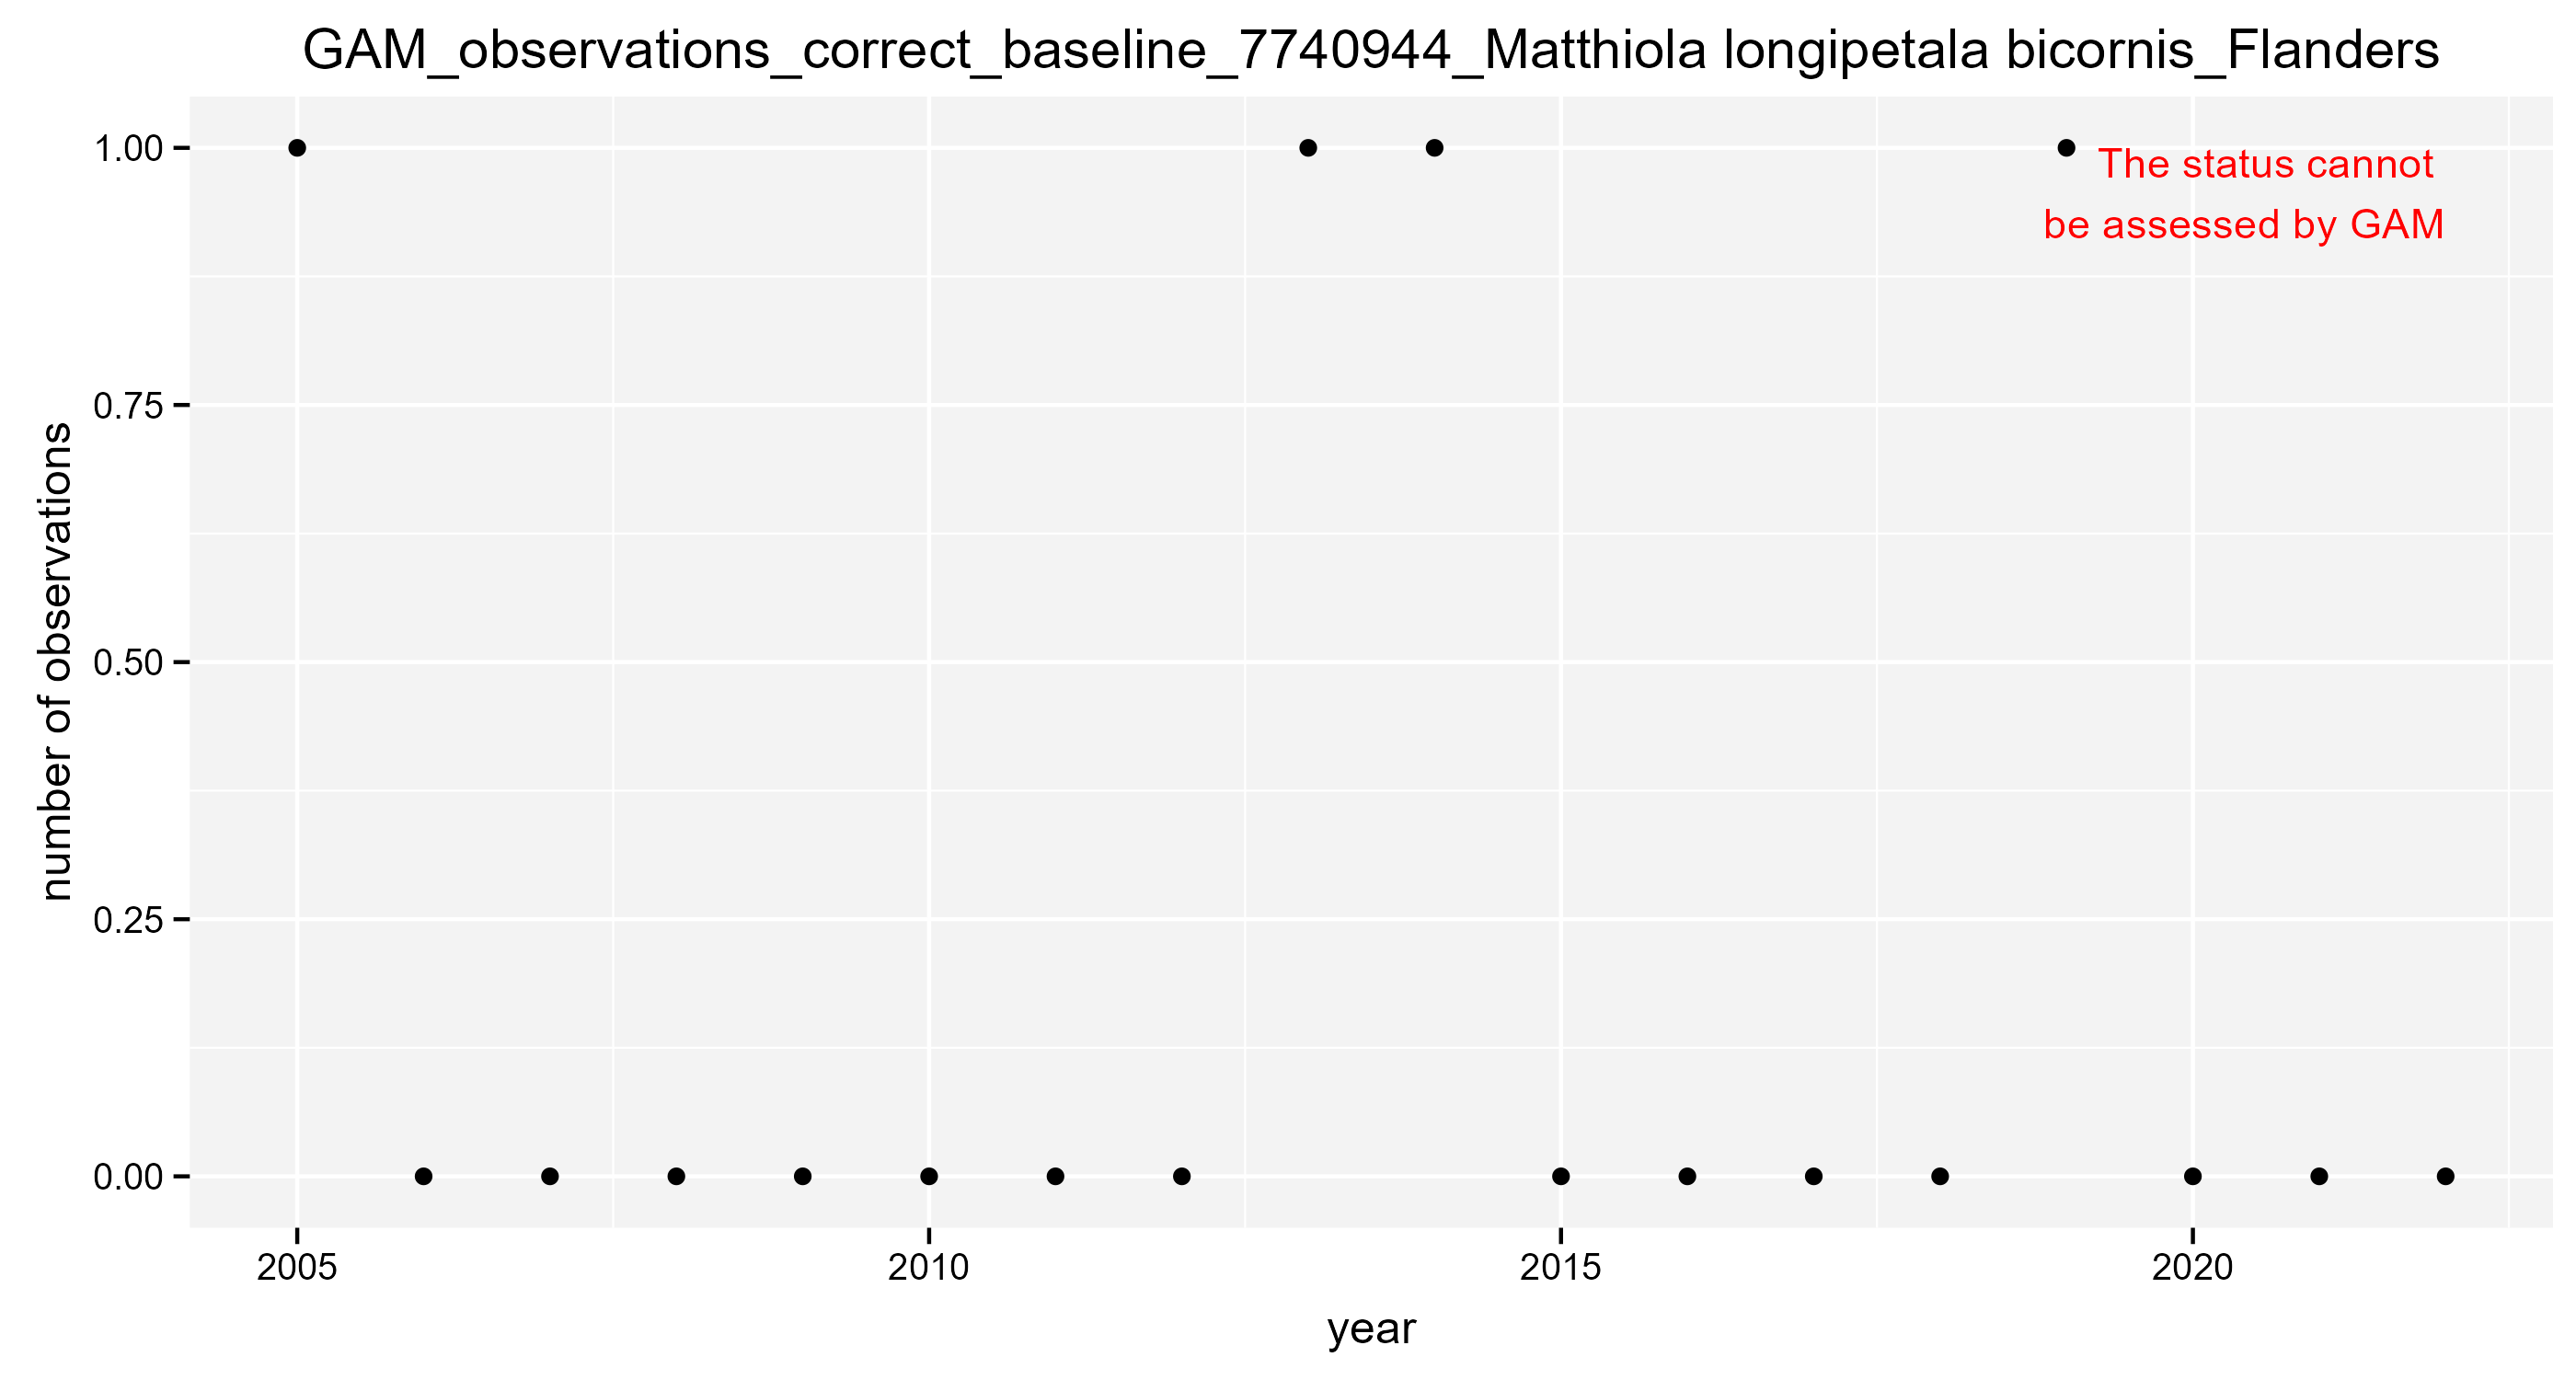 GAM_observations_correct_baseline_7740944_Matthiola longipetala bicornis_Flanders
1.00
The status cannot
be assessed by GAM
0.75
0.50
0.25
0.00
number of observations
2005
2010
2015
2020
year